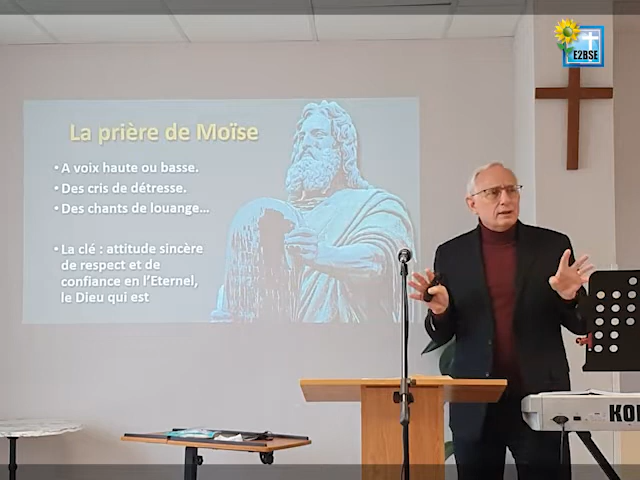 E2BSE
La prière de Moïse
• A voix haute ou basse.
• Des cris de détresse.
• Des chants de louange...
• La clé : attitude sincère
de respect et de
confiance en l'Eternel,
le Dieu qui est
KOR